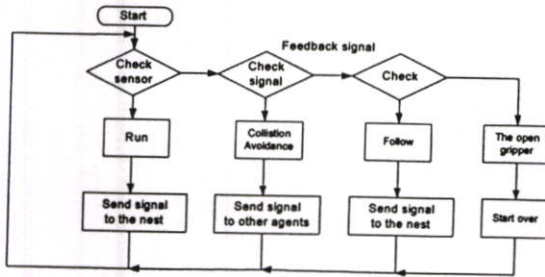 Start
Feedback signal
Check
sensor
Check
signal
Check
Run
Collistion
Avoidance
Follow
The open
gripper
Send signal
to the nest
Send signal
to other agents
Send signal
to the nest
Start over